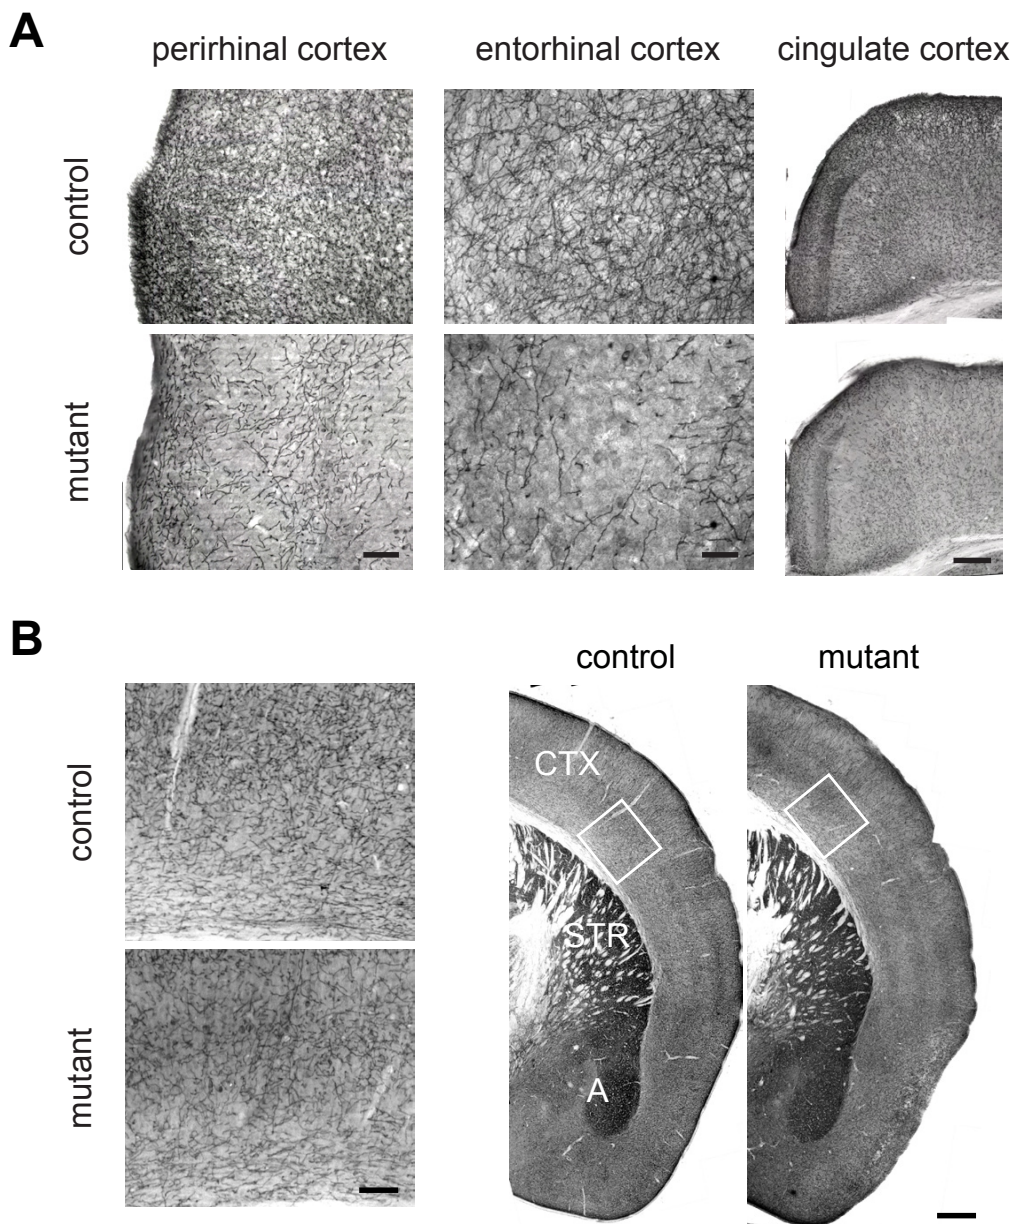 A
perirhinal cortex
entorhinal cortex
cingulate cortex
control
mutant
B
control
mutant
control
mutant
CTX
STR
A